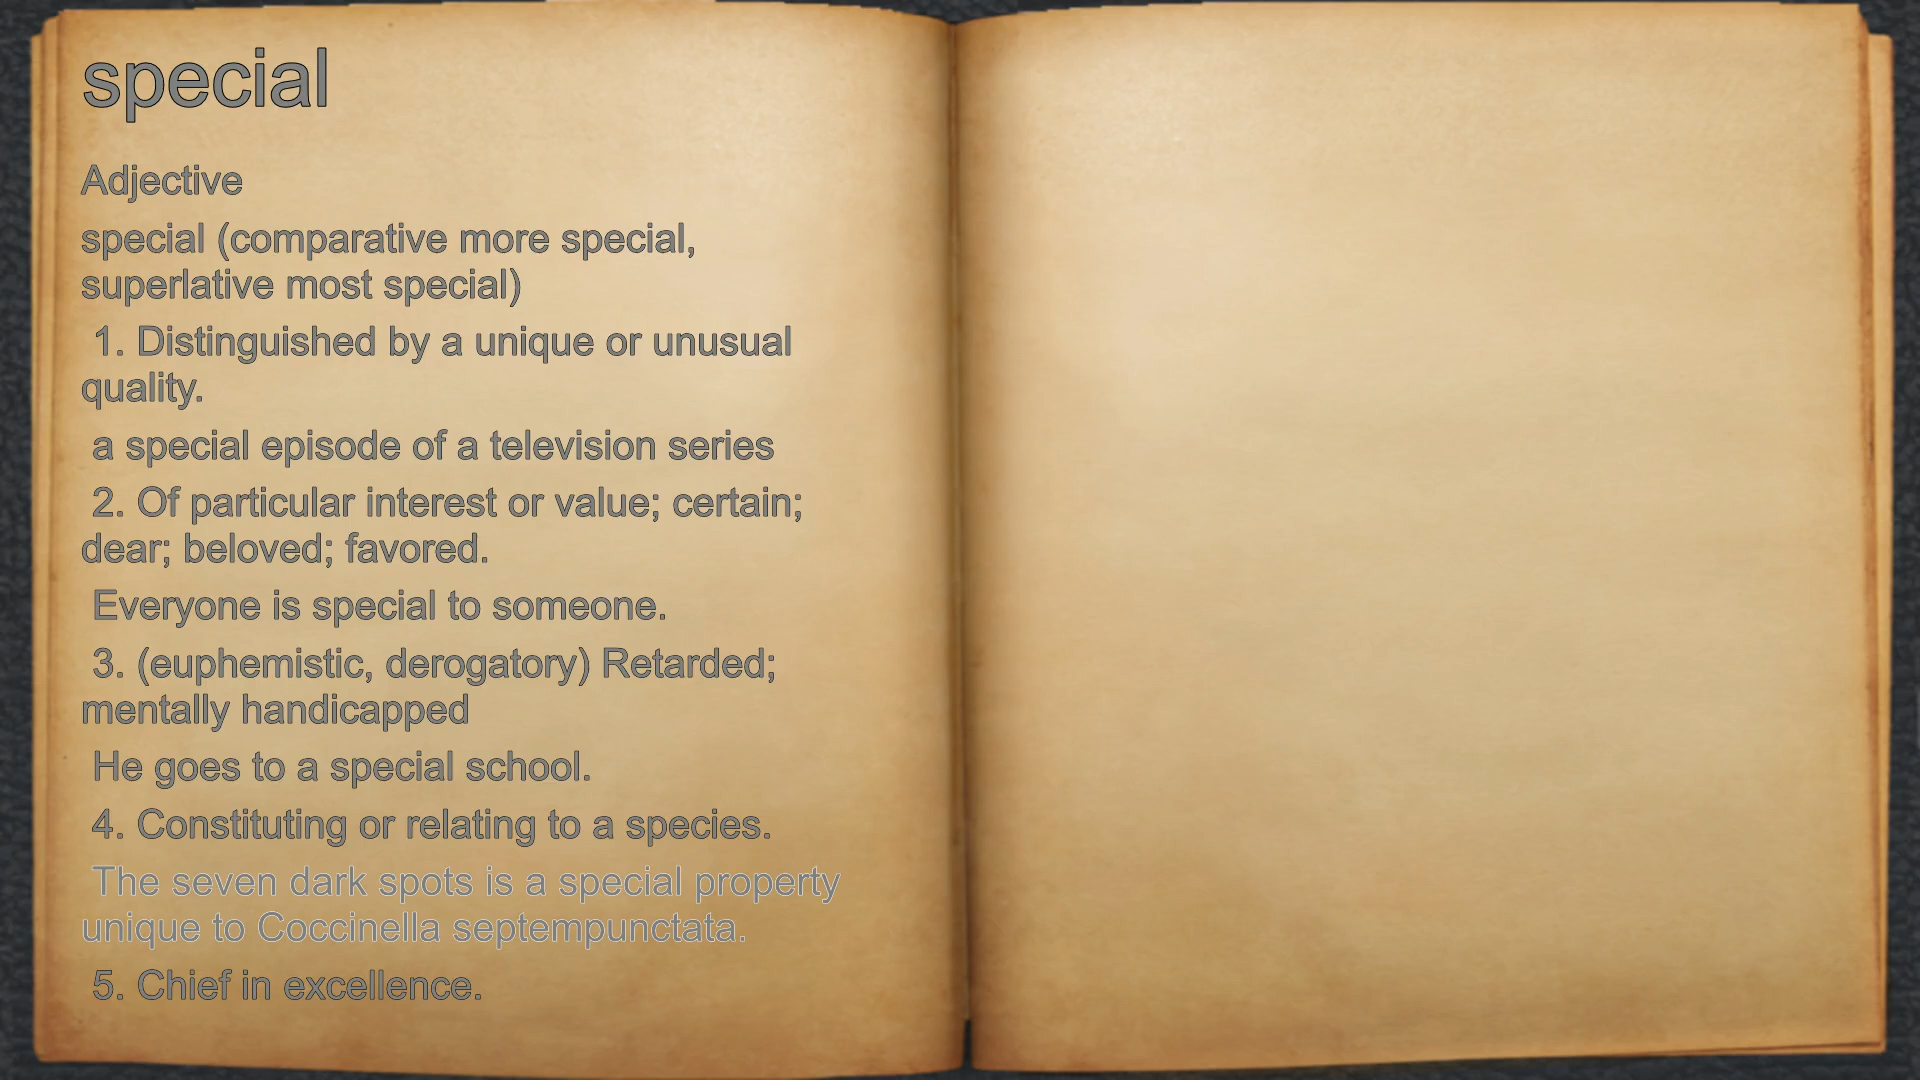 special
Adjective
special (comparative more special,
superlative most special)
1. Distinguished by a unique or unusual
quality.
a special episode of a television series
2. Of particular interest or value; certain;
dear; beloved; favored.
Everyone is special to someone.
3. (euphemistic, derogatory) Retarded;
mentally handicapped
He goes to a special school.
4. Constituting or relating to a species.
The seven dark spots is a special property
unique to Coccinella septempunctata.
5. Chief in excellence.